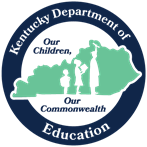 Kentucky Department of
Our
Children,
Our
Commonwealth
Education